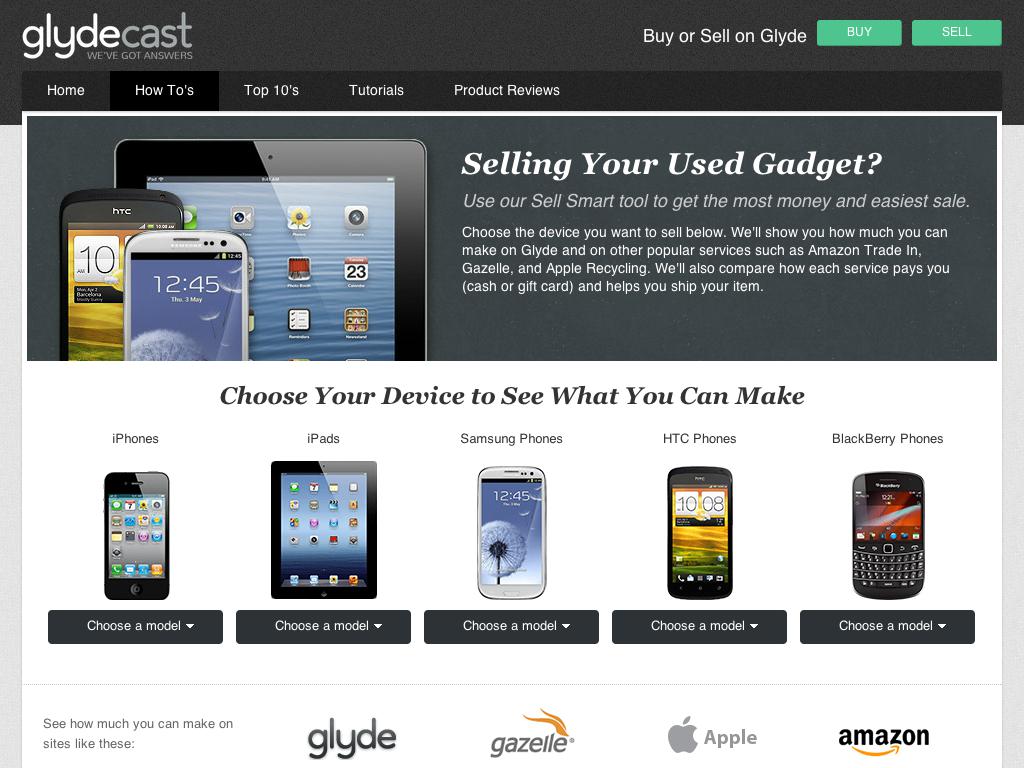 glydecast
WE'VE GOT ANSWERS
Buy or Sell on Glyde
BUY
SELL
Home
How To's
Top 10's
Tutorials
Product Reviews
Selling Your Used Gadget?
Use our Sell Smart tool to get the most money and easiest sale.
Choose the device you want to sell below. We'll show you how much you can
make on Glyde and on other popular services such as Amazon Trade In,
Gazelle, and Apple Recycling. We'll also compare how each service pays you
(cash or gift card) and helps you ship your item.
hTC
10
Barcelona
12:45
Thu. 3 May
23
Choose Your Device to See What You Can Make
iPhones
iPads
Samsung Phones
HTC Phones
BlackBerry Phones
12:45
10:08
BlackBerry
Choose a model
Choose a model
Choose a model
Choose a model
Choose a model
See how much you can make on
sites like these:
glyde
gazelle®
Apple
amazon